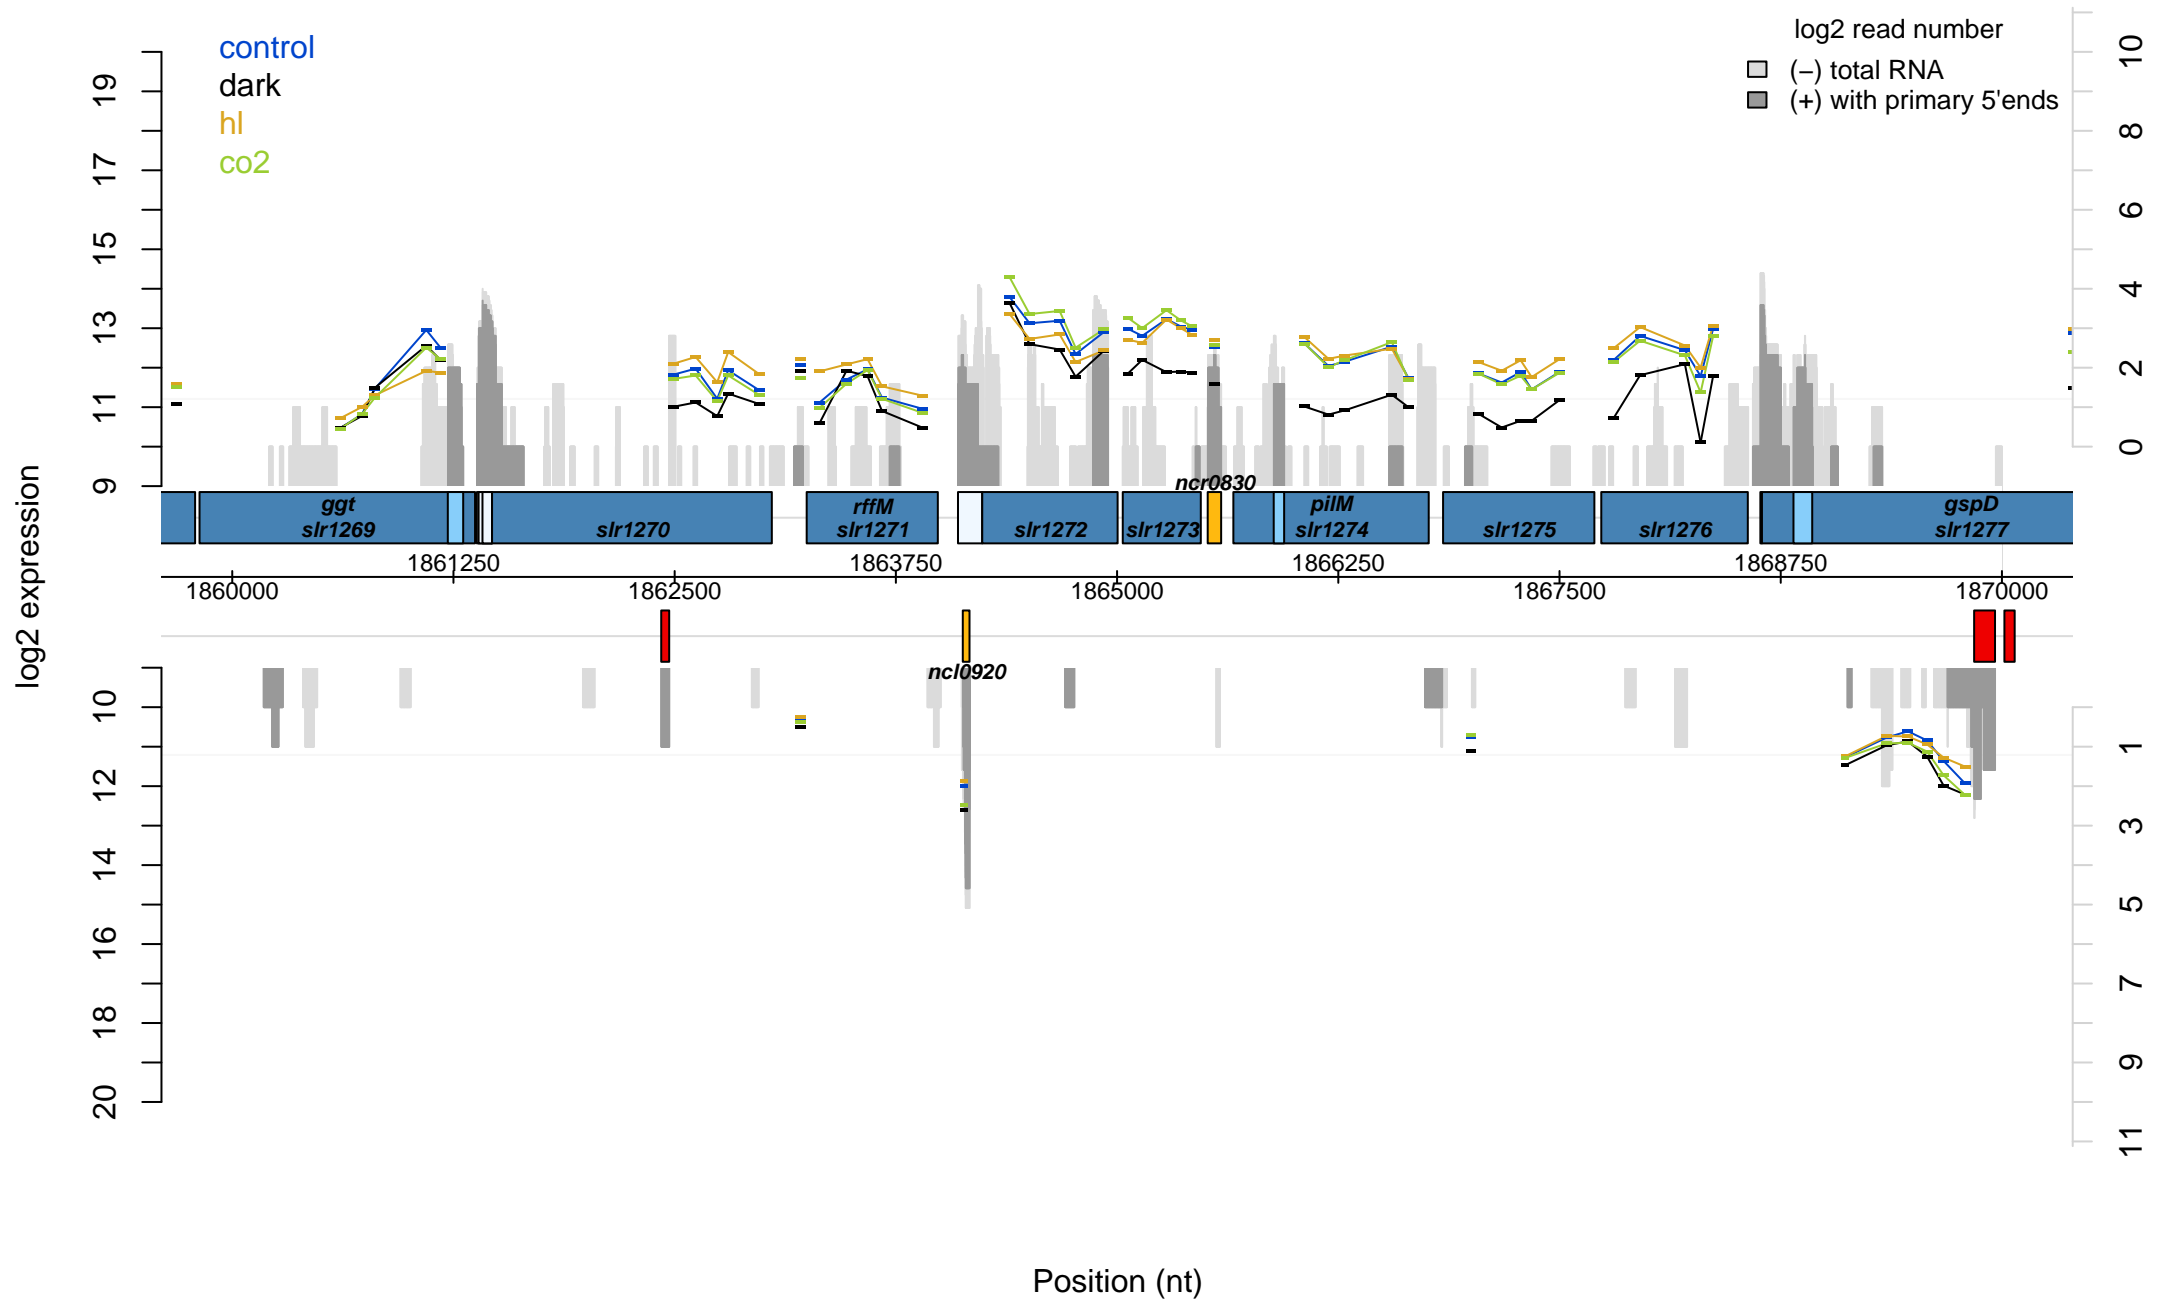 control
dark
hl
co2
log2 read number
(−) total RNA
(+) with primary 5'ends
19
17
15
13
11
9
10
8
6
4
2
0
log2 expression
ncr0830
ggt
slr1269
slr1270
rffM
slr1271
slr1272
slr1273
pilM
slr1274
slr1275
slr1276
gspD
slr1277
1861250
1863750
1866250
1868750
1860000
1862500
1865000
1867500
1870000
ncl0920
10
12
14
16
18
20
1
3
5
7
9
11
Position (nt)